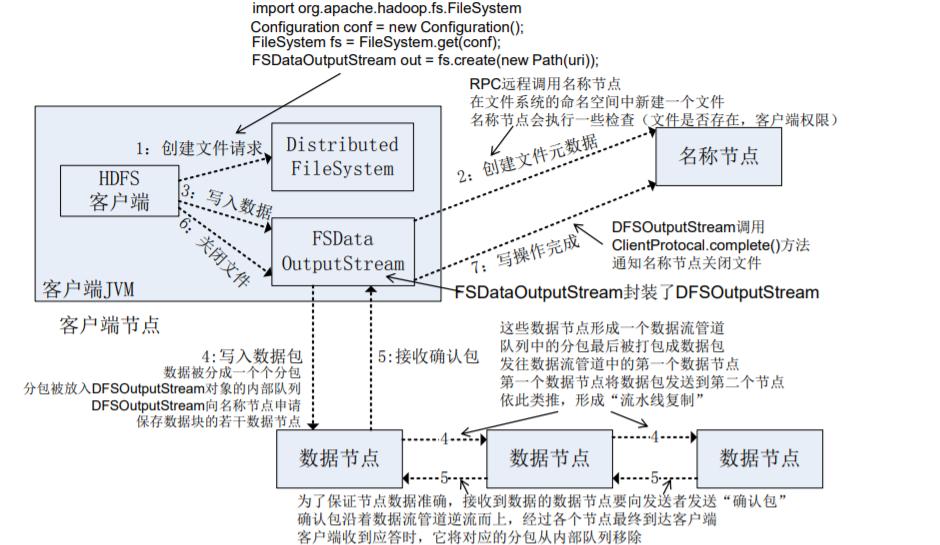 import org.apache.hadoop.fs.FileSystem
Configuration conf = new Configuration();
FileSystem fs = FileSystem.get(conf);
FSDataOutputStream out = fs.create(new Path(uri));
RPC远程调用名称节点
在文件系统的命名空间中新建一个文件
名称节点会执行一些检查（文件是否存在，客户端权限）
1：创建文件请求
Distributed
FileSystem
2：创建文件元数据
名称节点
HDFS
客户端
3：写入数据
6：关闭文件
FSData
OutputStream
7：写操作完成
DFSOutputStream调用
ClientProtocal.complete()方法
通知名称节点关闭文件
客户端JVM
FSDataOutputStream封装了DFSOutputStream
客户端节点
4:写入数据包
数据被分成一个个分包
分包被放入DFSOutputStream对象的内部队列
DFSOutputStream向名称节点申请
保存数据块的若干数据节点
5:接收确认包
这些数据节点形成一个数据流管道
队列中的分包最后被打包成数据包
发往数据流管道中的第一个数据节点
第一个数据节点将数据包发送到第二个节点
依此类推，形成“流水线复制”
数据节点
4
5
数据节点
4
5
数据节点
为了保证节点数据准确，接收到数据的数据节点要向发送者发送“确认包”
确认包沿着数据流管道逆流而上，经过各个节点最终到达客户端
客户端收到应答时，它将对应的分包从内部队列移除